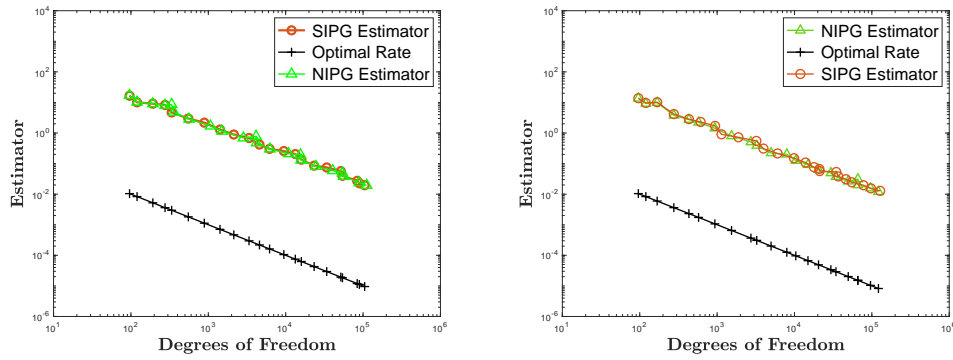 10^4
10^2
10^0
10^-2
10^-4
10^-6
Estimator
SIPG Estimator
Optimal Rate
NIPG Estimator
10^1
10^2
10^3
10^4
10^5
10^6
Degrees of Freedom
10^4
10^2
10^0
10^-2
10^-4
10^-6
Estimator
NIPG Estimator
Optimal Rate
SIPG Estimator
10^1
10^2
10^3
10^4
10^5
10^6
Degrees of Freedom